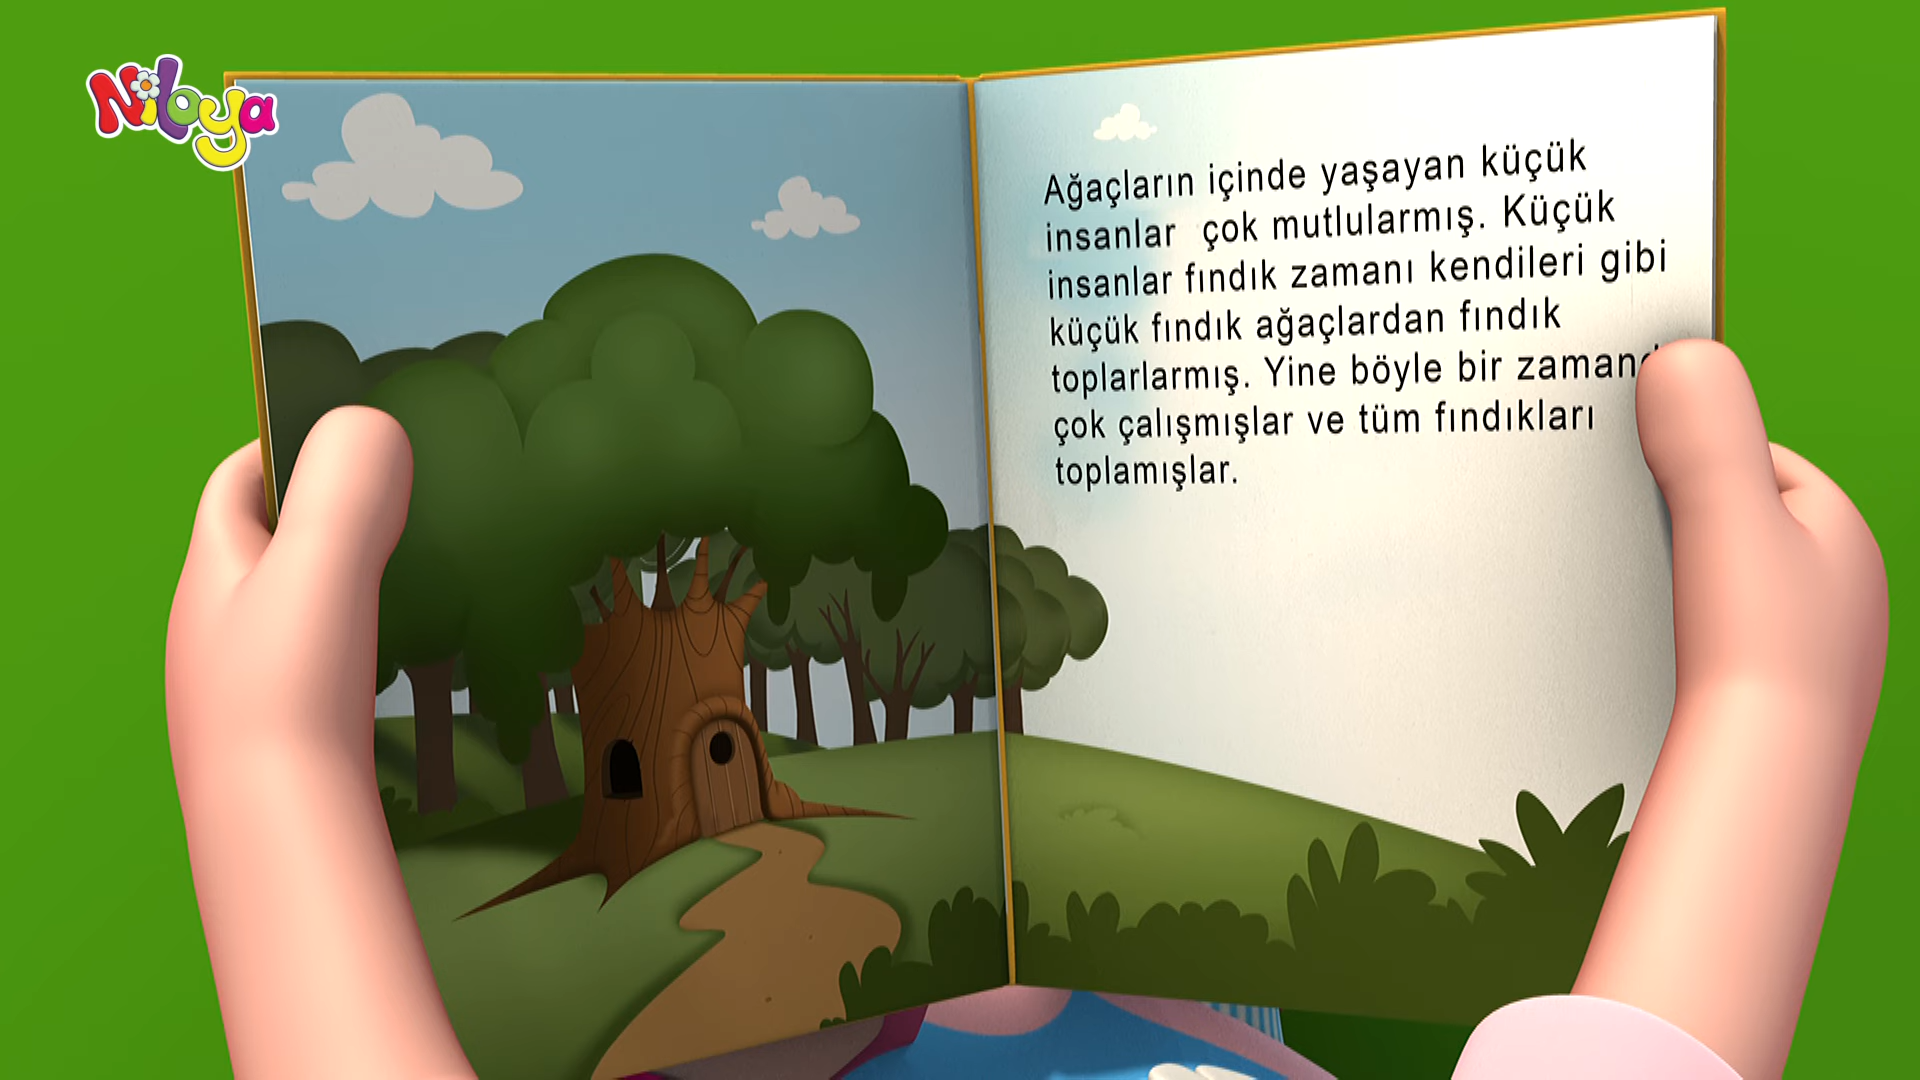 Niloya
Ağaçların içinde yaşayan küçük
insanlar çok mutlularmış. Küçük
insanlar fındık zamanı kendileri gibi
küçük fındık ağaçlardan fındık
toplarlarmış. Yine böyle bir
çok çalışmışlar ve tüm fındıkları
toplamışlar.